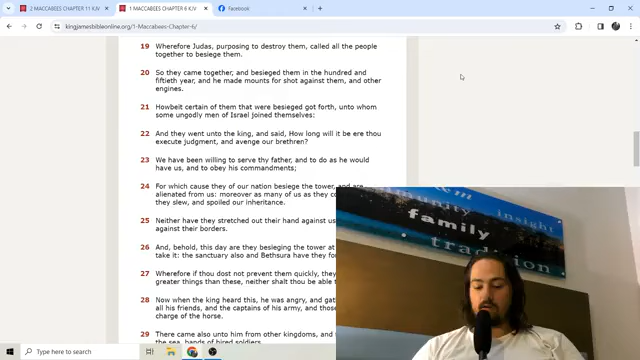 2 MACCABEES CHAPTER 11 KJV
1 MACCABEES CHAPTER 6 KJV
Facebook
kingjamesbibleonline.org/1-Maccabees-Chapter-6/
19 Wherefore Judas, purposing to destroy them, called all the people
together to besiege them.
20 So they came together, and besieged them in the hundred and
fiftieth year, and he made mounts for shot against them, and other
engines.
21 Howbeit certain of them that were besieged got forth, unto whom
some ungodly men of Israel joined themselves:
22 And they went unto the king, and said, How long will it be ere thou
execute judgment, and avenge our brethren?
23 We have been willing to serve thy father, and to do as he would
have us, and to obey his commandments;
24 For which cause they of our nation besiege the tower, and are
alienated from us: moreover as many of us as they
they slew, and spoiled our inheritance.
25 Neither have they stretched out their hand against us
against their borders.
26 And, behold, this day are they besieging the tower at
take it: the sanctuary also and Bethsura have they
27 Wherefore if thou dost not prevent them quickly, they
greater things than these, neither shalt thou be able
28 Now when the king heard this, he was angry, and
all his friends, and the captains of his army, and those
charge of the horse.
29 There came also unto him from other kingdoms, and
the sea, bands of hired soldiers.
community
insight
family
tradition
Type here to search